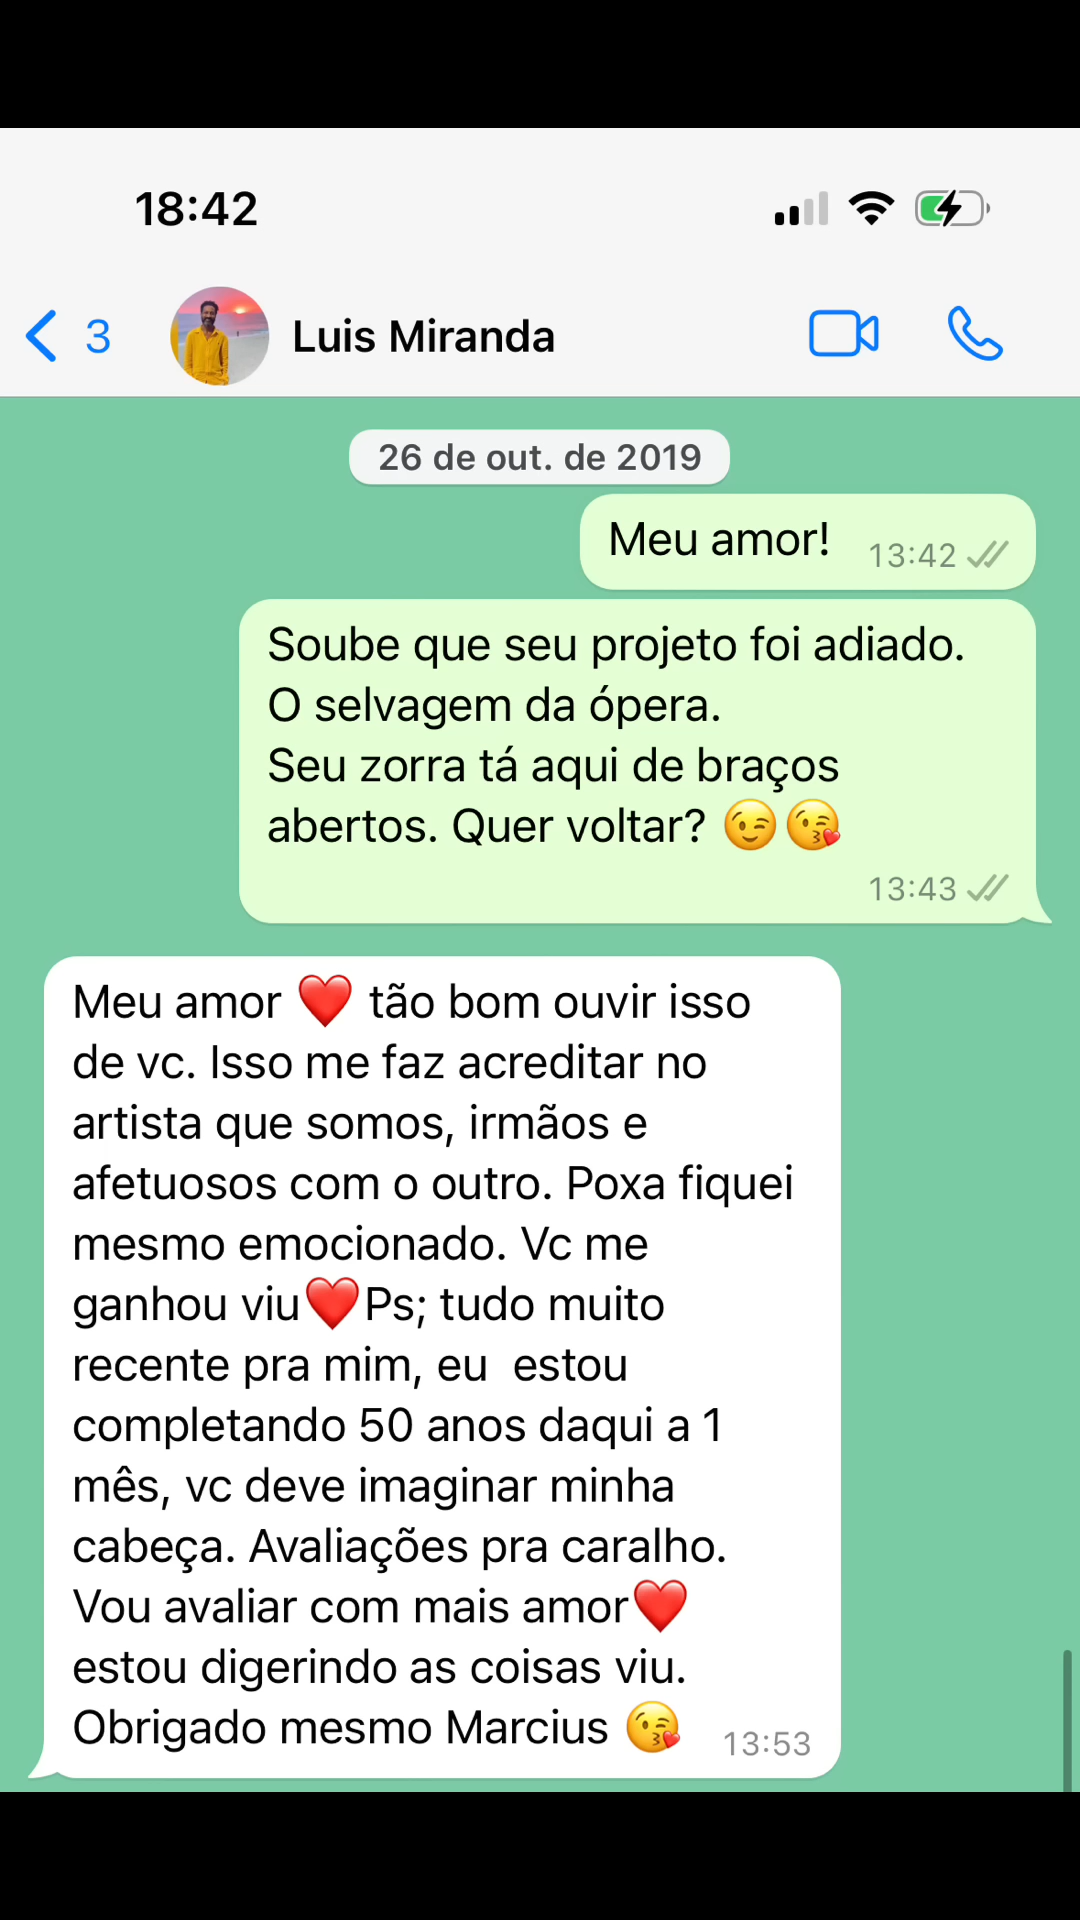 18:42
3
Luis Miranda
26 de out. de 2019
Meu amor!
13:42
Soube que seu projeto foi adiado.
O selvagem da ópera.
Seu zorra tá aqui de braços
abertos. Quer voltar? 😉😘
13:43
Meu amor ❤️ tão bom ouvir isso
de vc. Isso me faz acreditar no
artista que somos, irmãos e
afetuosos com o outro. Poxa fiquei
mesmo emocionado. Vc me
ganhou viu❤️Ps; tudo muito
recente pra mim, eu  estou
completando 50 anos daqui a 1
mês, vc deve imaginar minha
cabeça. Avaliações pra caralho.
Vou avaliar com mais amor❤️
estou digerindo as coisas viu.
Obrigado mesmo Marcius 😘
13:53